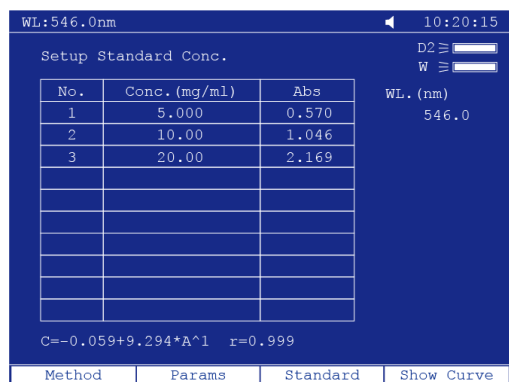 WL:546.0nm 10:20:15
Setup Standard Conc.
D2
W
WL.(nm)
546.0
No. Conc.(mg/ml) Abs
1 5.000 0.570
2 10.00 1.046
3 20.00 2.169
C=-0.059+9.294*A^1 r=0.999
Method Params Standard Show Curve